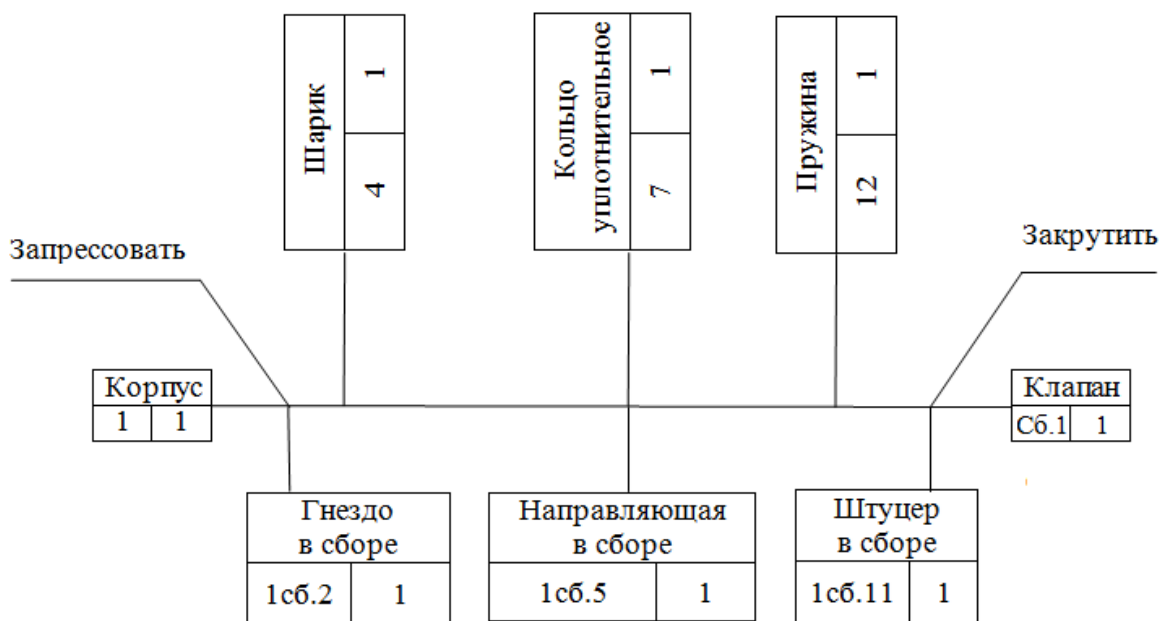 Шарик
1
4
Кольцо
уплотнительное
1
7
Пружина
1
12
Запрессовать
Закрутить
Корпус
1 1
Клапан
Сб.1 1
Гнездо
в сборе
1сб.2 1
Направляющая
в сборе
1сб.5 1
Штуцер
в сборе
1сб.11 1